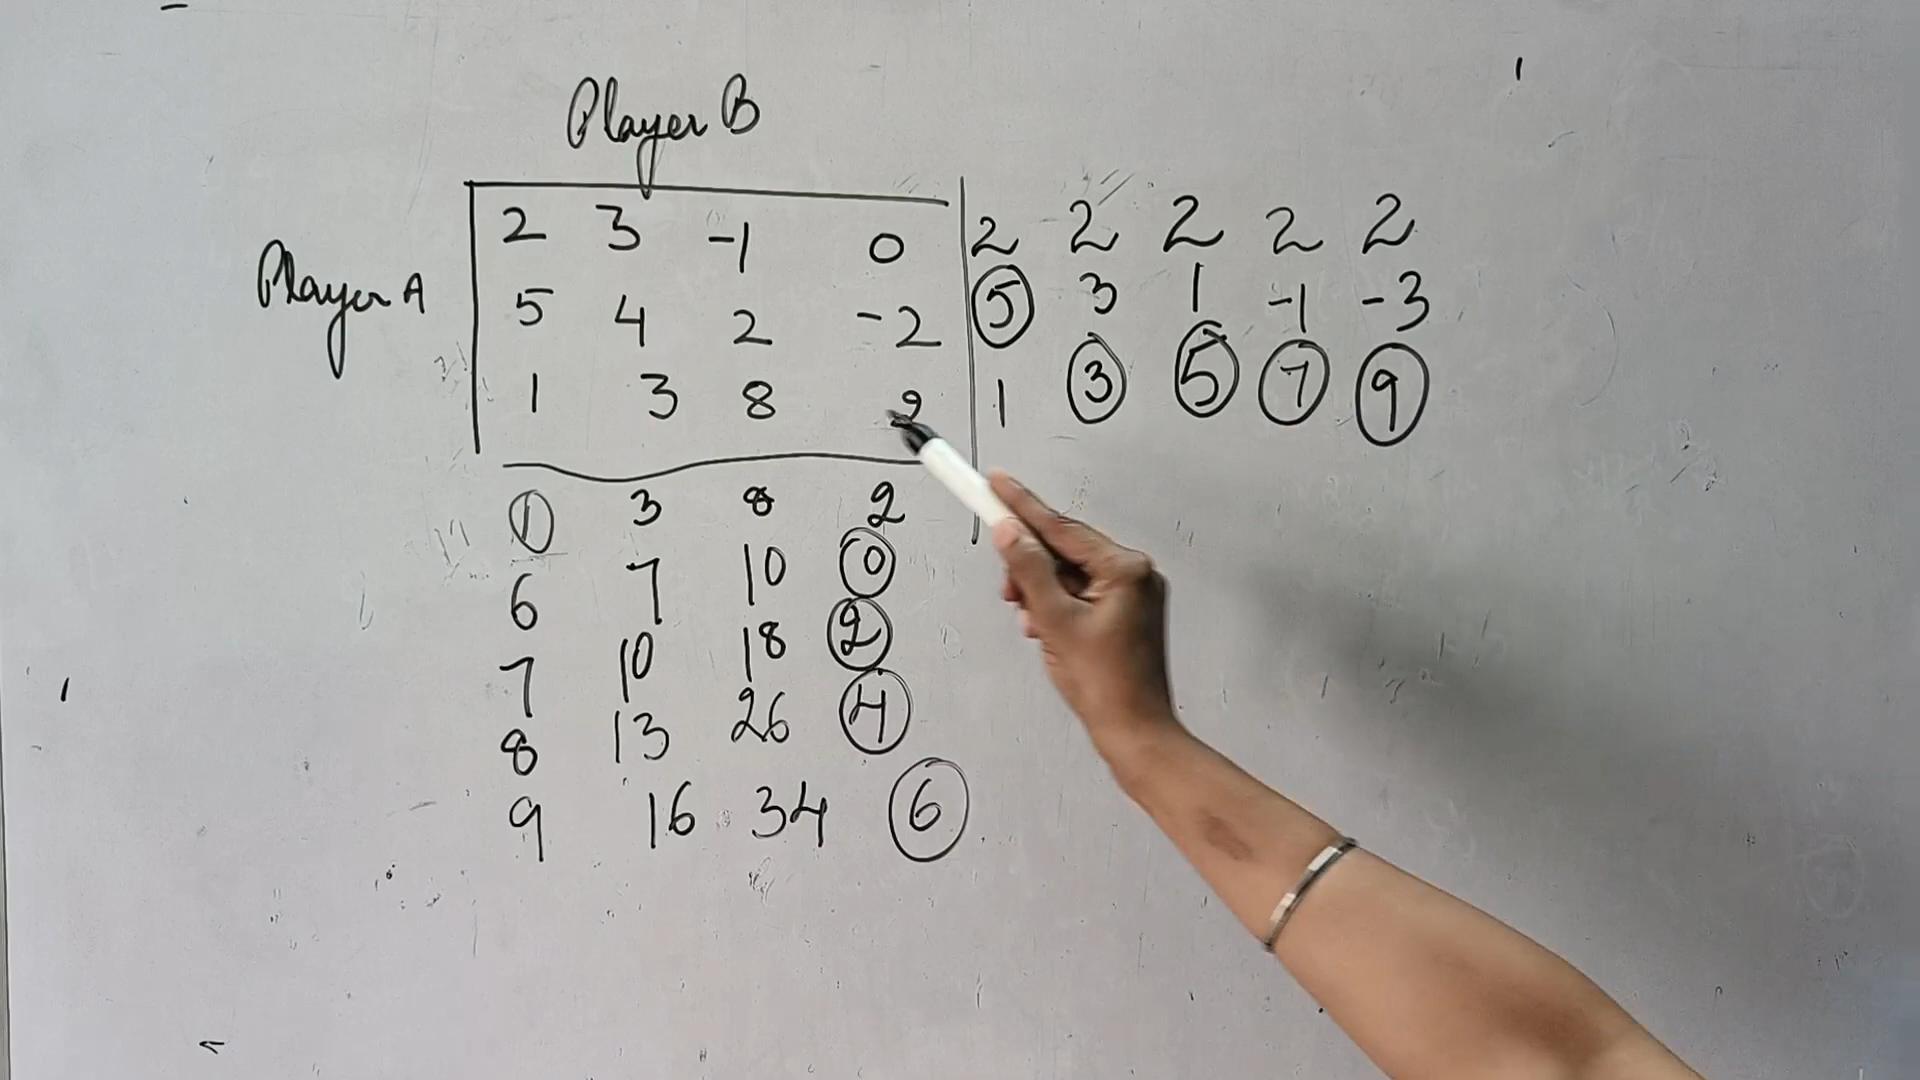 Player B
2 3 -1 0 2 2 2 2 2
Player A
5 4 2 -2 5 3 1 -1 -3
1 3 8 2 1 3 5 7 9
1 3 8 2
6 7 10 0
7 10 18 2
8 13 26 4
9 16 34 6